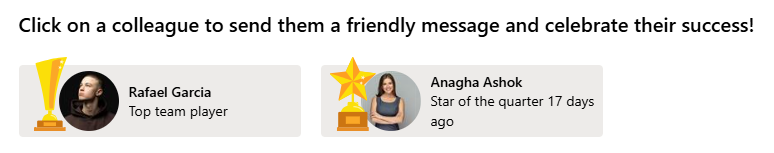 Click on a colleague to send them a friendly message and celebrate their success!
Rafael Garcia
Top team player
Anagha Ashok
Star of the quarter 17 days
ago